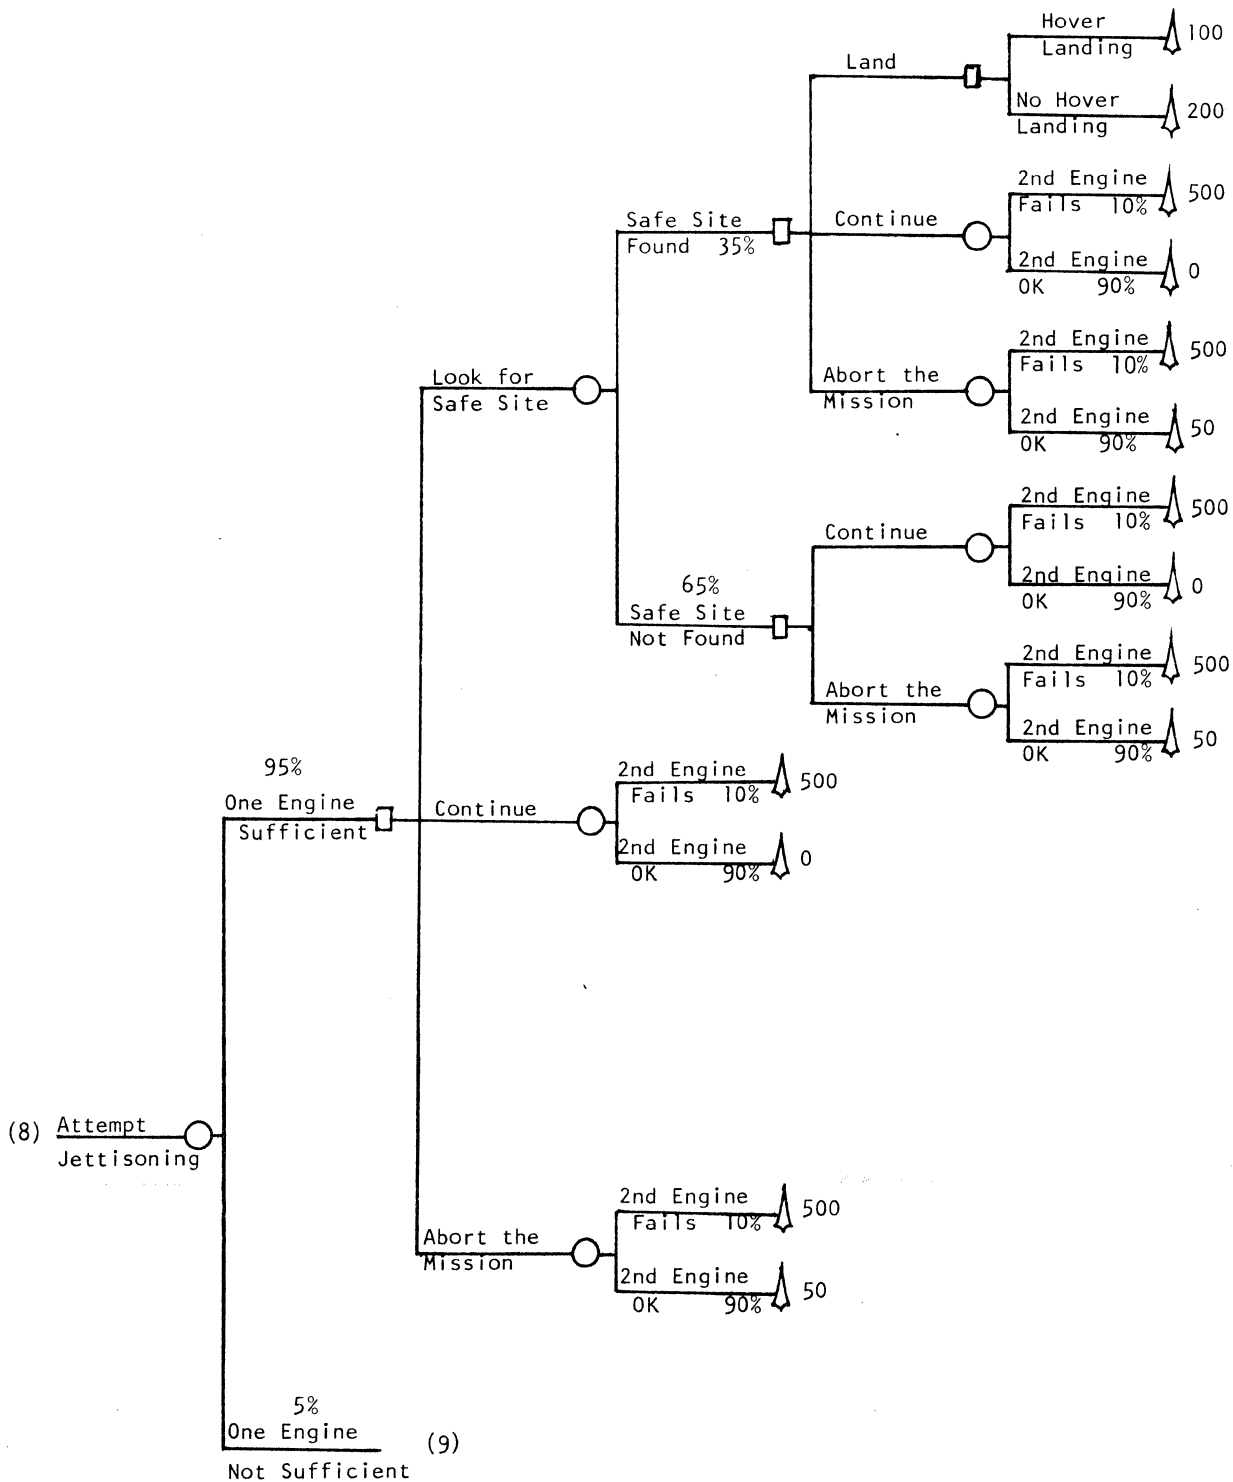 Hover
Landing
100
Land
No Hover
Landing
200
2nd Engine
Fails 10%
500
Safe Site
Found 35%
Continue
2nd Engine
OK 90%
0
2nd Engine
Fails 10%
500
Look for
Safe Site
Abort the
Mission
2nd Engine
OK 90%
50
2nd Engine
Fails 10%
500
Continue
65%
Safe Site
Not Found
2nd Engine
OK 90%
0
2nd Engine
Fails 10%
500
Abort the
Mission
2nd Engine
OK 90%
50
95%
One Engine
Sufficient
Continue
2nd Engine
Fails 10%
500
2nd Engine
OK 90%
0
(8) Attempt
Jettisoning
2nd Engine
Fails 10%
500
Abort the
Mission
2nd Engine
OK 90%
50
5%
One Engine
Not Sufficient
(9)